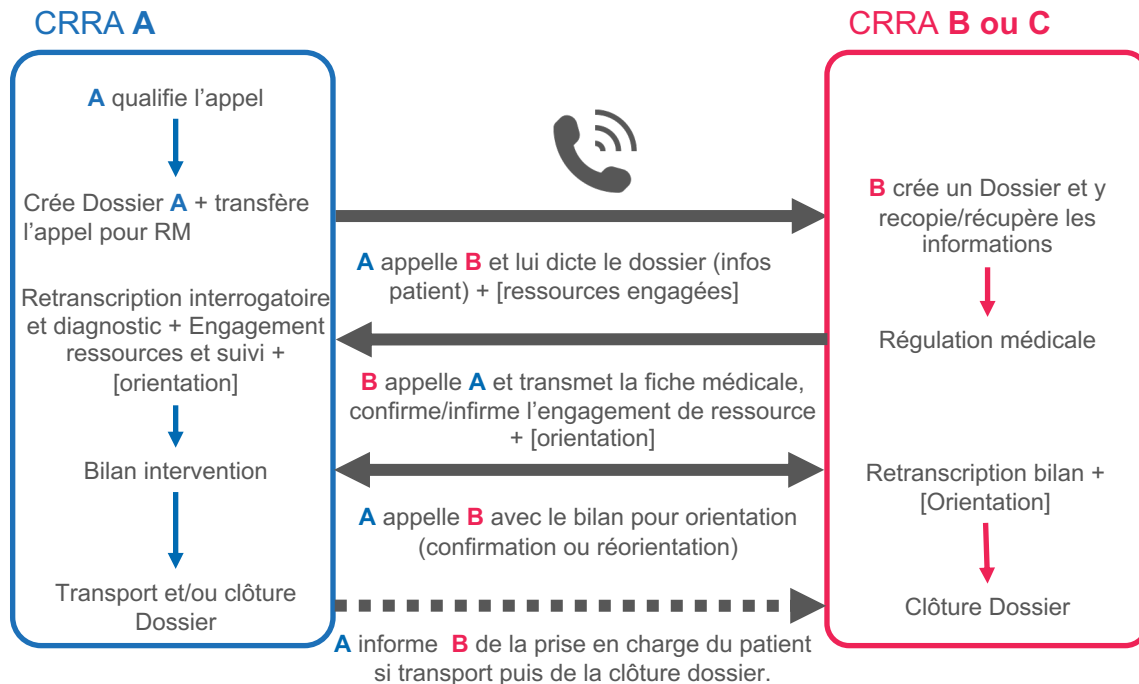 CRRA A
A qualifie l’appel
Crée Dossier A + transfère
l’appel pour RM
Retranscription interrogatoire
et diagnostic + Engagement
ressources et suivi +
[orientation]
Bilan intervention
Transport et/ou clôture
Dossier
A appelle B et lui dicte le dossier (infos
patient) + [ressources engagées]
B appelle A et transmet la fiche médicale,
confirme/infirme l’engagement de ressource
+ [orientation]
A appelle B avec le bilan pour orientation
(confirmation ou réorientation)
A informe B de la prise en charge du patient
si transport puis de la clôture dossier.
CRRA B ou C
B crée un Dossier et y
recopie/récupère les
informations
Régulation médicale
Retranscription bilan +
[Orientation]
Clôture Dossier